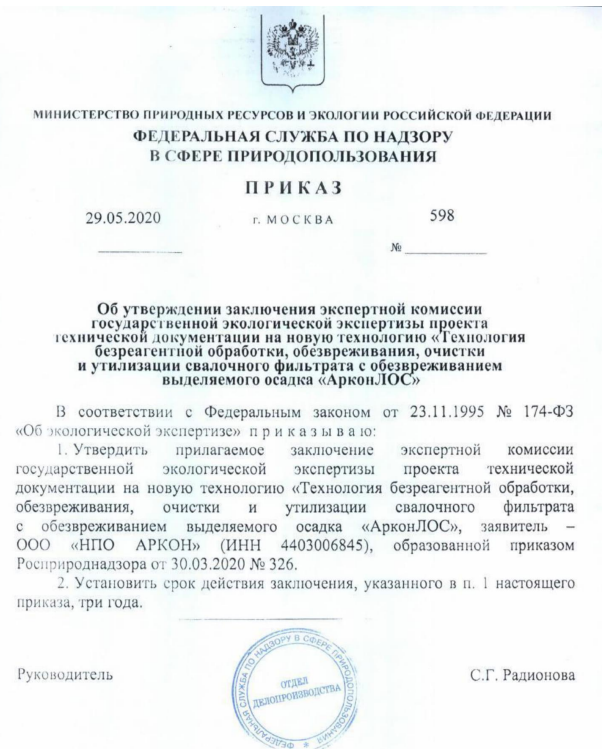 МИНИСТЕРСТВО ПРИРОДНЫХ РЕСУРСОВ И ЭКОЛОГИИ РОССИЙСКОЙ ФЕДЕРАЦИИ
ФЕДЕРАЛЬНАЯ СЛУЖБА ПО НАДЗОРУ
В СФЕРЕ ПРИРОДОПОЛЬЗОВАНИЯ
ПРИКАЗ
29.05.2020 г. МОСКВА 598
№
Об утверждении заключения экспертной комиссии
государственной экологической экспертизы проекта
технической документации на новую технологию «Технология
безреагентной обработки, обезвреживания, очистки
и утилизации свалочного фильтрата с обезвреживанием
выделяемого осадка «АрконЛОС»
В соответствии с Федеральным законом от 23.11.1995 № 174-ФЗ
«Об экологической экспертизе» п р и к а з ы в а ю:
1. Утвердить прилагаемое заключение экспертной комиссии
государственной экологической экспертизы проекта технической
документации на новую технологию «Технология безреагентной обработки,
обезвреживания, очистки и утилизации свалочного фильтрата
с обезвреживанием выделяемого осадка «АрконЛОС», заявитель –
ООО «НПО АРКОН» (ИНН 4403006845), образованной приказом
Росприроднадзора от 30.03.2020 № 326.
2. Установить срок действия заключения, указанного в п. 1 настоящего
приказа, три года.
Руководитель С.Г. Радионова
ФЕДЕРАЛЬНАЯ СЛУЖБА ПО НАДЗОРУ В СФЕРЕ ПРИРОДОПОЛЬЗОВАНИЯ
ОТДЕЛ
ДЕЛОПРОИЗВОДСТВА